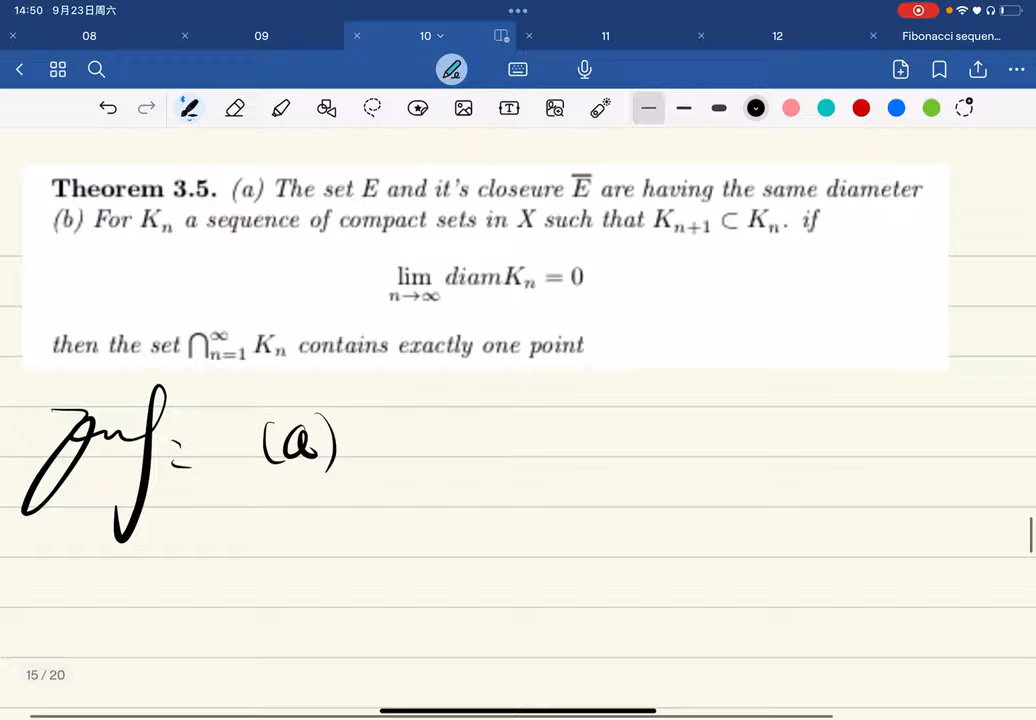 14:50 9月23日周六
08 09 10 11 12 Fibonacci sequen...
Theorem 3.5. (a) The set E and it's closeure E̅ are having the same diameter
(b) For Kₙ a sequence of compact sets in X such that Kₙ₊₁ ⊂ Kₙ. if
lim n→∞ diamKₙ = 0
then the set ⋂_{n=1}^{∞} Kₙ contains exactly one point
(a)
15 / 20